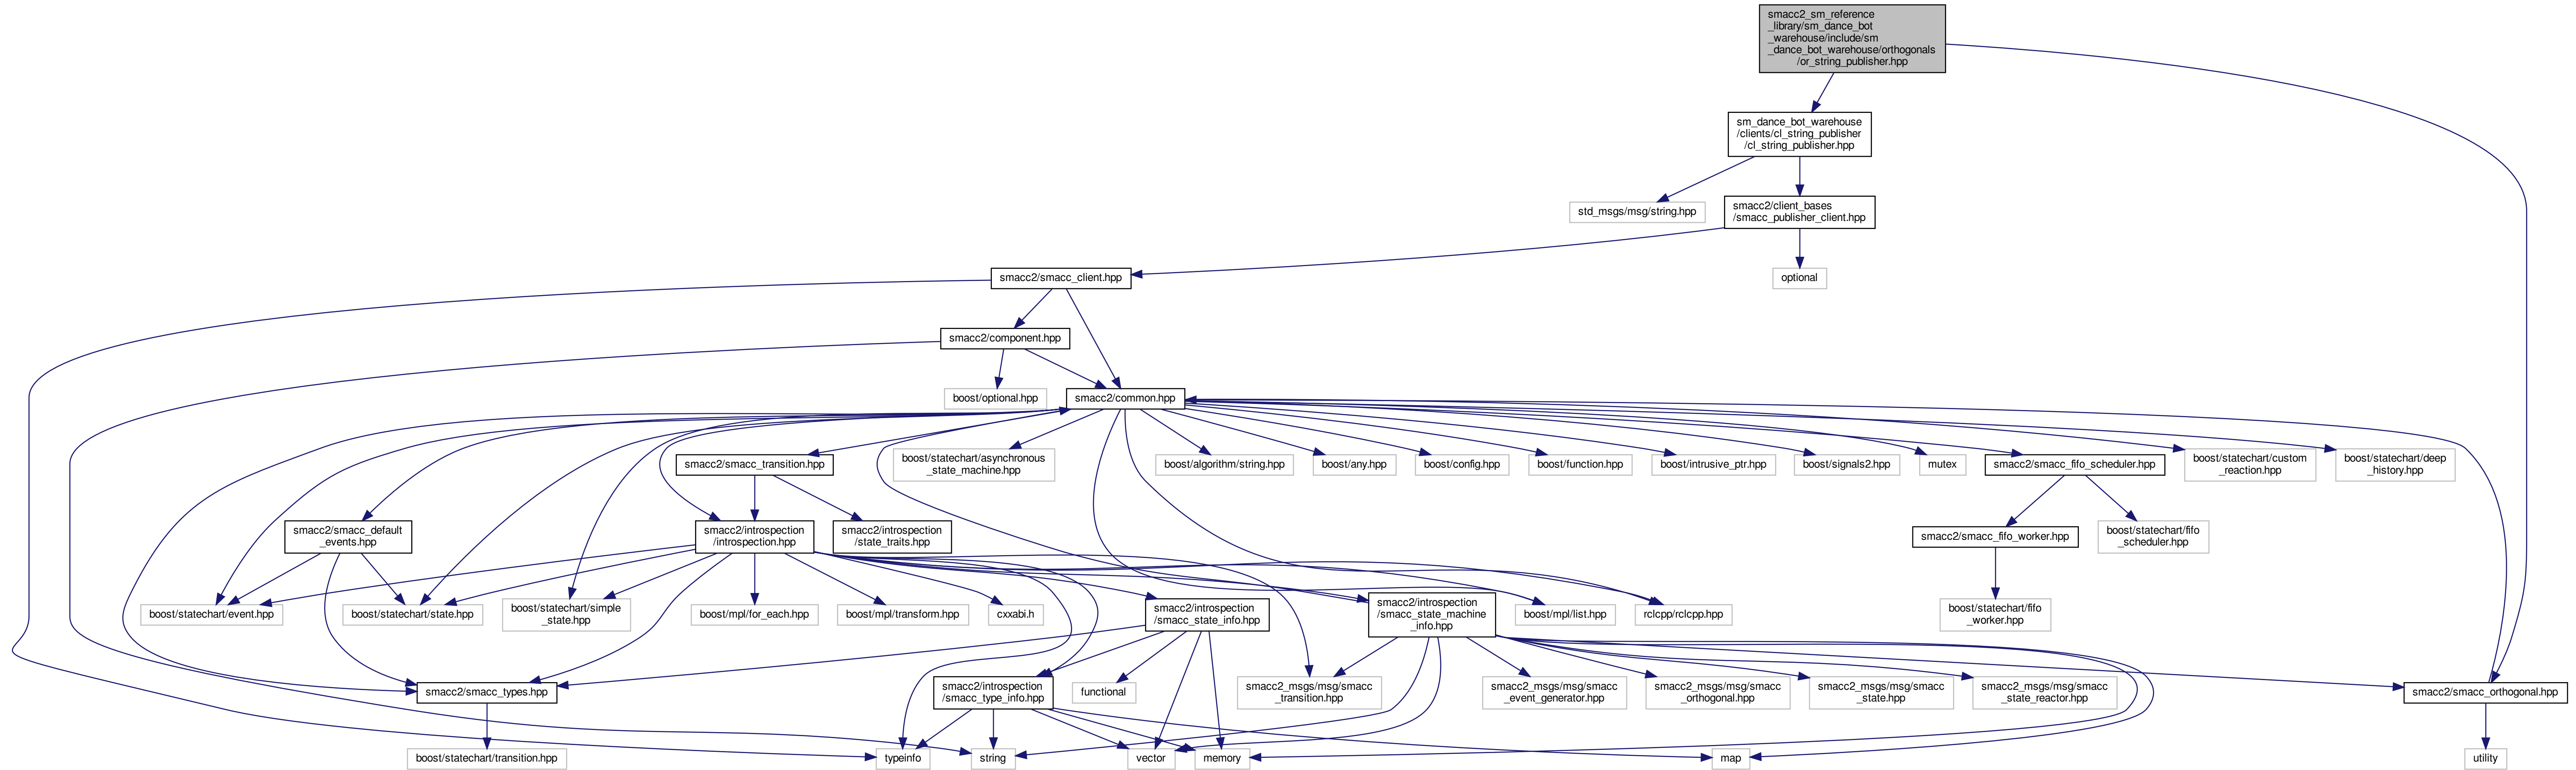 smacc2_sm_reference
_library/sm_dance_bot
_warehouse/include/sm
_dance_bot_warehouse/orthogonals
/or_string_publisher.hpp
sm_dance_bot_warehouse
/clients/cl_string_publisher
/cl_string_publisher.hpp
std_msgs/msg/string.hpp
smacc2/client_bases
/smacc_publisher_client.hpp
smacc2/smacc_client.hpp
optional
smacc2/component.hpp
boost/optional.hpp
smacc2/common.hpp
smacc2/smacc_transition.hpp
boost/statechart/asynchronous
_state_machine.hpp
boost/algorithm/string.hpp
boost/any.hpp
boost/config.hpp
boost/function.hpp
boost/intrusive_ptr.hpp
boost/signals2.hpp
mutex
smacc2/smacc_fifo_scheduler.hpp
boost/statechart/custom
_reaction.hpp
boost/statechart/deep
_history.hpp
smacc2/smacc_default
_events.hpp
smacc2/introspection
/introspection.hpp
smacc2/introspection
/state_traits.hpp
smacc2/smacc_fifo_worker.hpp
boost/statechart/fifo
_scheduler.hpp
boost/statechart/event.hpp
boost/statechart/state.hpp
boost/statechart/simple
_state.hpp
boost/mpl/for_each.hpp
boost/mpl/transform.hpp
cxxabi.h
smacc2/introspection
/smacc_state_info.hpp
smacc2/introspection
/smacc_state_machine
_info.hpp
boost/mpl/list.hpp
rclcpp/rclcpp.hpp
boost/statechart/fifo
_worker.hpp
smacc2/smacc_types.hpp
smacc2/introspection
/smacc_type_info.hpp
functional
smacc2_msgs/msg/smacc
_transition.hpp
smacc2_msgs/msg/smacc
_event_generator.hpp
smacc2_msgs/msg/smacc
_orthogonal.hpp
smacc2_msgs/msg/smacc
_state.hpp
smacc2_msgs/msg/smacc
_state_reactor.hpp
smacc2/smacc_orthogonal.hpp
boost/statechart/transition.hpp
typeinfo
string
vector
memory
map
utility